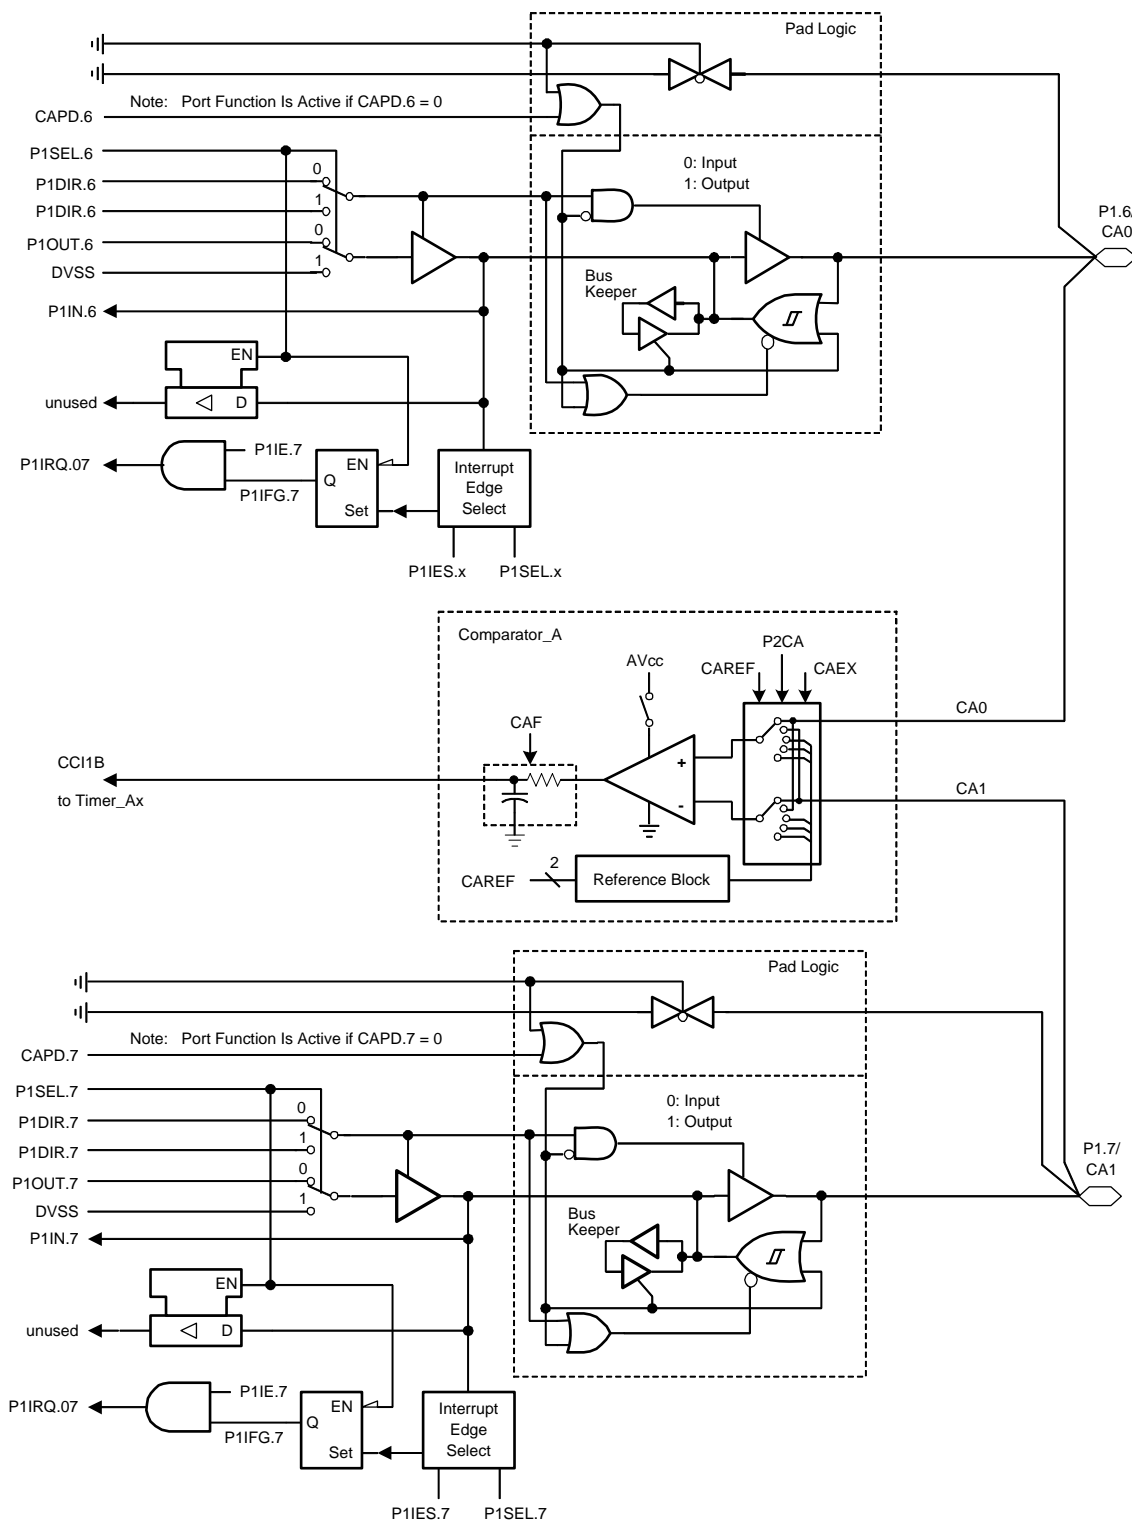 Pad Logic
Note: Port Function Is Active if CAPD.6 = 0
CAPD.6
P1SEL.6
0
P1DIR.6
1
P1DIR.6
0
P1OUT.6
1
DVSS
P1IN.6
0: Input
1: Output
P1.6/
CA0
Bus
Keeper
EN
D
unused
P1IE.7
P1IRQ.07
P1IFG.7
EN
Q
Set
Interrupt
Edge
Select
P1IES.x
P1SEL.x
Comparator_A
P2CA
AVcc
CAREF
CAEX
CA0
CAF
CCI1B
to Timer_Ax
+
-
CA1
2
CAREF
Reference Block
Pad Logic
Note: Port Function Is Active if CAPD.7 = 0
CAPD.7
P1SEL.7
0
P1DIR.7
1
P1DIR.7
0
P1OUT.7
1
DVSS
P1IN.7
0: Input
1: Output
P1.7/
CA1
Bus
Keeper
EN
D
unused
P1IE.7
P1IRQ.07
P1IFG.7
EN
Q
Set
Interrupt
Edge
Select
P1IES.7
P1SEL.7